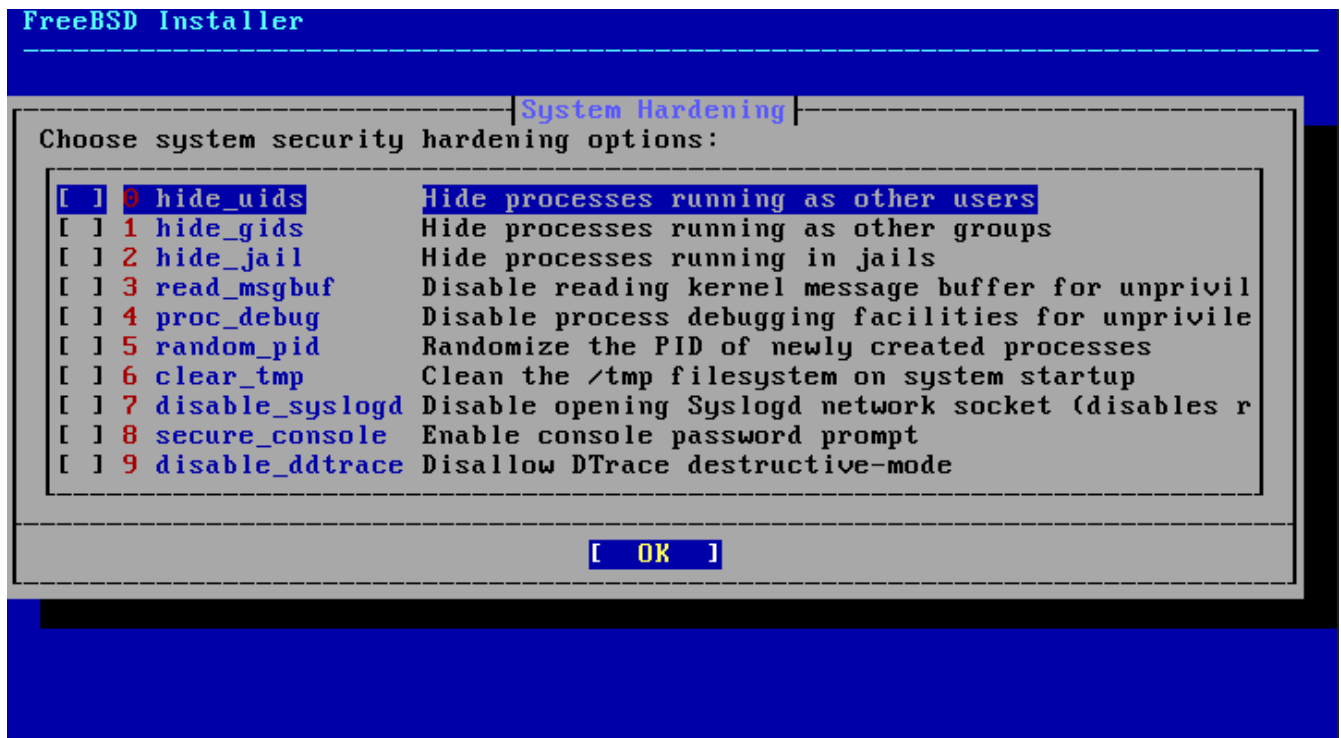 FreeBSD Installer
System Hardening
Choose system security hardening options:
[ ] 0 hide_uids Hide processes running as other users
[ ] 1 hide_gids Hide processes running as other groups
[ ] 2 hide_jail Hide processes running in jails
[ ] 3 read_msgbuf Disable reading kernel message buffer for unprivil
[ ] 4 proc_debug Disable process debugging facilities for unprivile
[ ] 5 random_pid Randomize the PID of newly created processes
[ ] 6 clear_tmp Clean the /tmp filesystem on system startup
[ ] 7 disable_syslogd Disable opening Syslogd network socket (disables r
[ ] 8 secure_console Enable console password prompt
[ ] 9 disable_ddtrace Disallow DTrace destructive-mode
[ OK ]